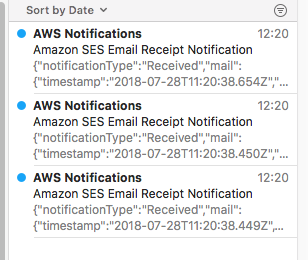 Sort by Date
AWS Notifications 12:20
Amazon SES Email Receipt Notification
{"notificationType":"Received","mail":
{"timestamp":"2018-07-28T11:20:38.654Z","...
AWS Notifications 12:20
Amazon SES Email Receipt Notification
{"notificationType":"Received","mail":
{"timestamp":"2018-07-28T11:20:38.450Z","...
AWS Notifications 12:20
Amazon SES Email Receipt Notification
{"notificationType":"Received","mail":
{"timestamp":"2018-07-28T11:20:38.449Z",...